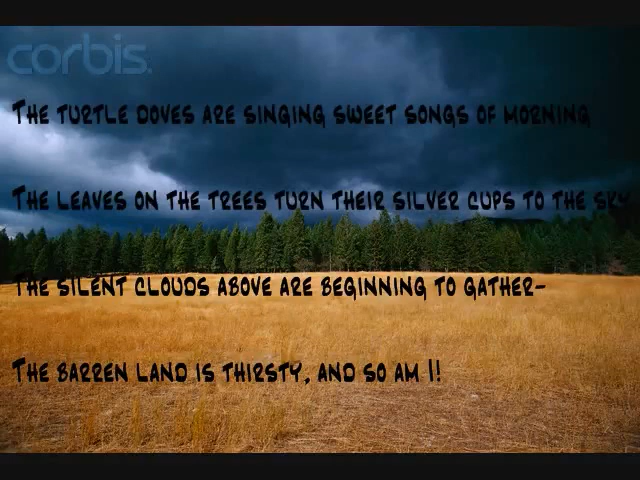 corbis.
The turtle doves are singing sweet songs of morning
The leaves on the trees turn their silver cups to the sky
The silent clouds above are beginning to gather-
The barren land is thirsty, and so am I!